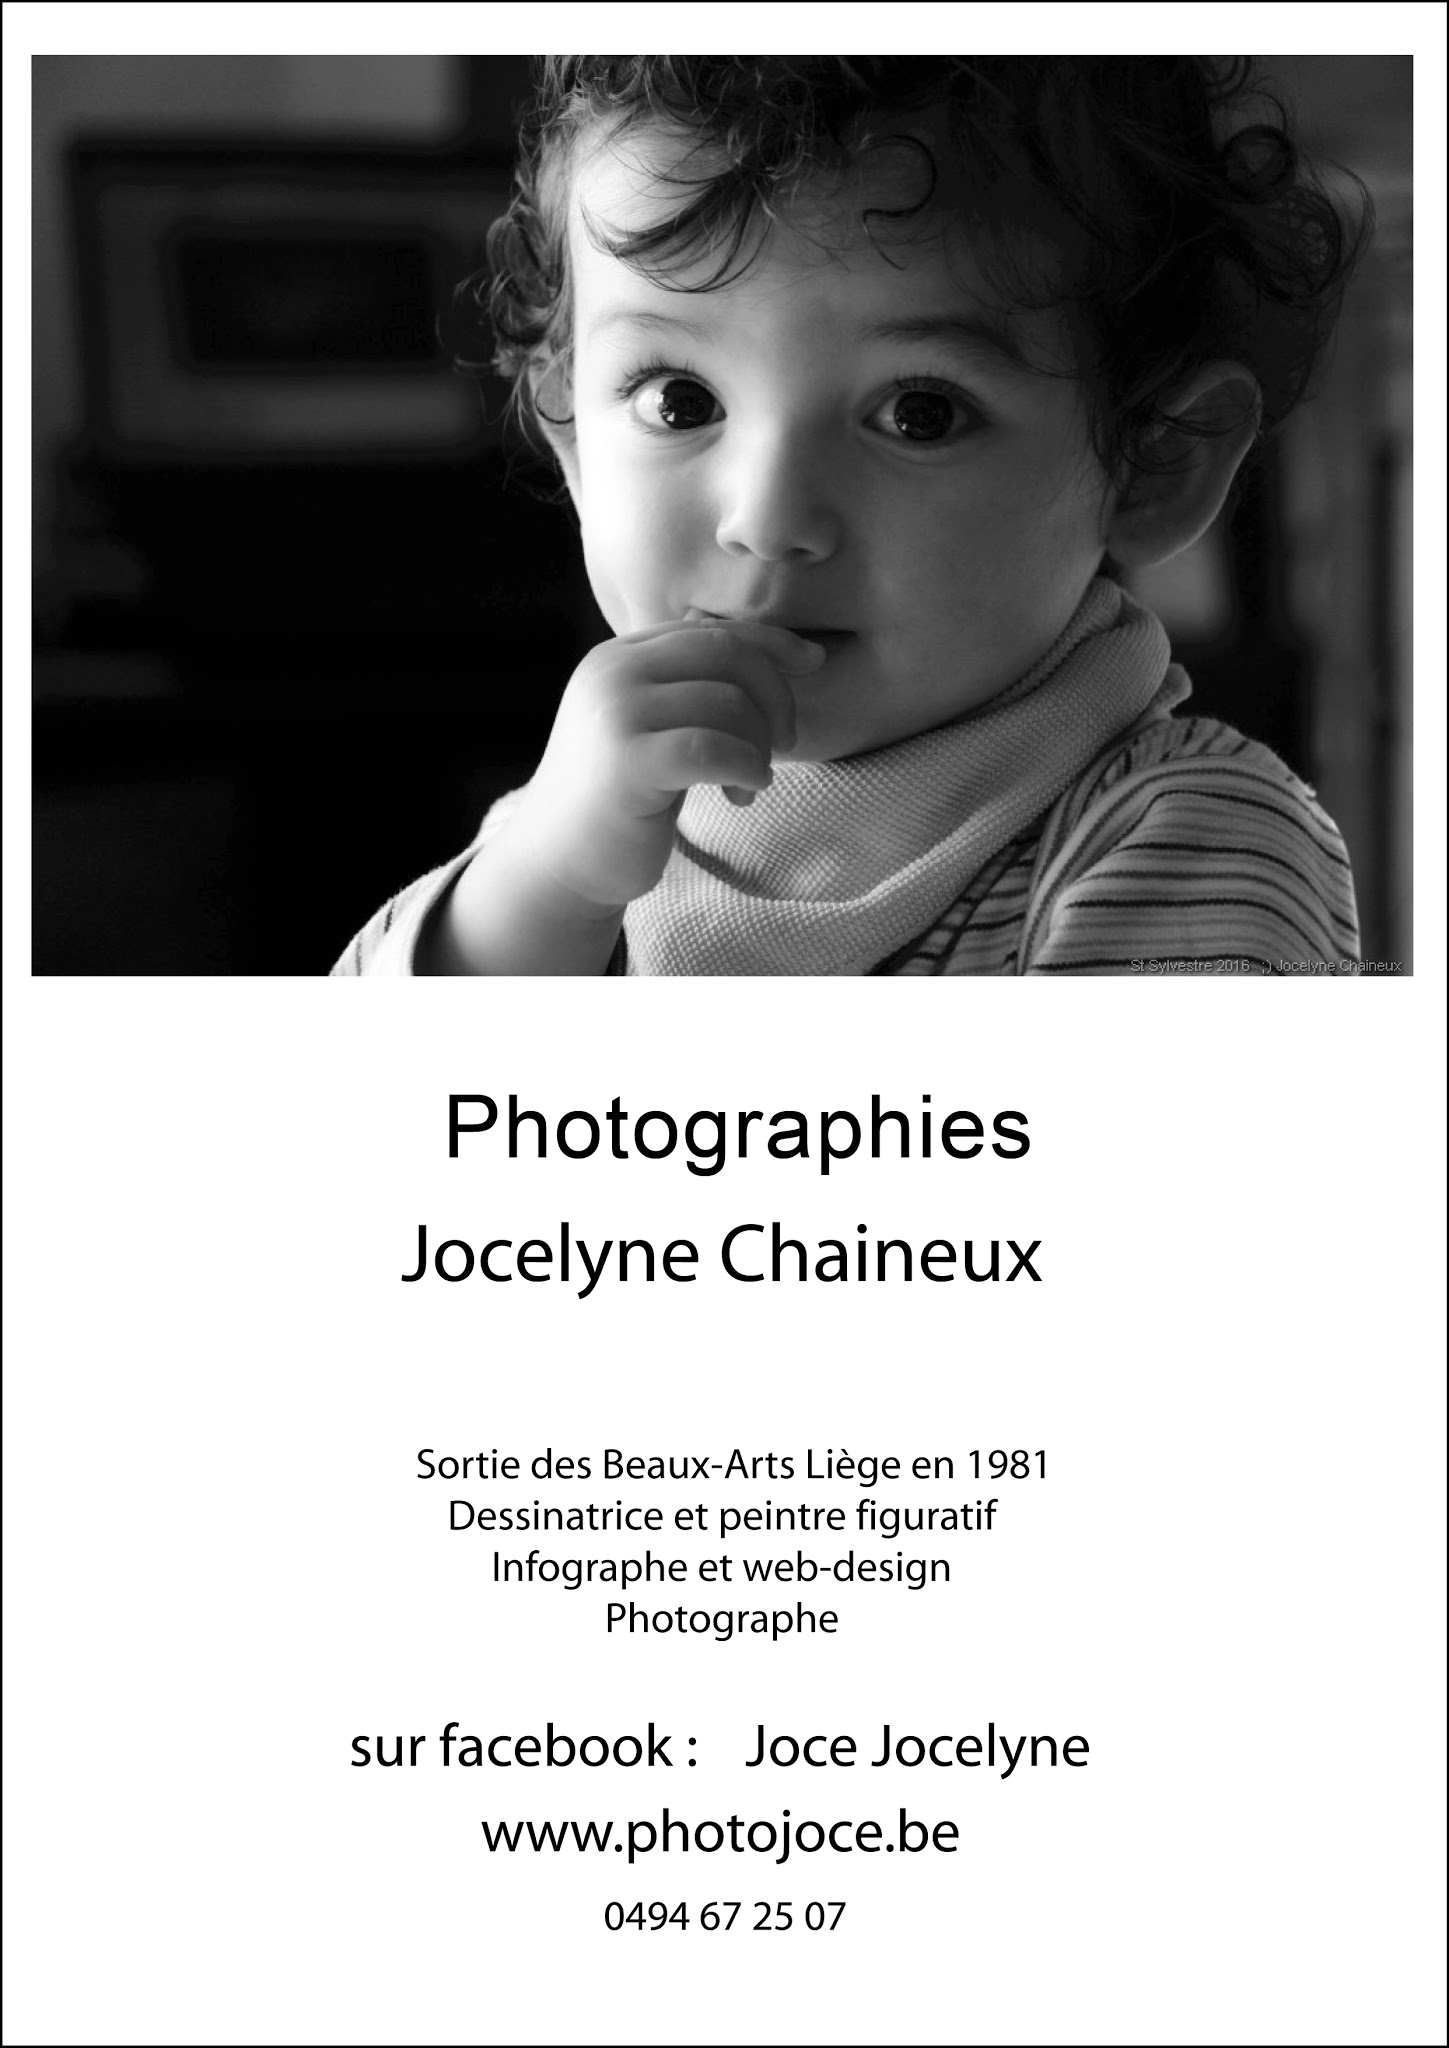 St Sylvestre 2016 ;) Jocelyne Chaineux
Photographies
Jocelyne Chaineux
Sortie des Beaux-Arts Liège en 1981
Dessinatrice et peintre figuratif
Infographe et web-design
Photographe
sur facebook : Joce Jocelyne
www.photojoce.be
0494 67 25 07